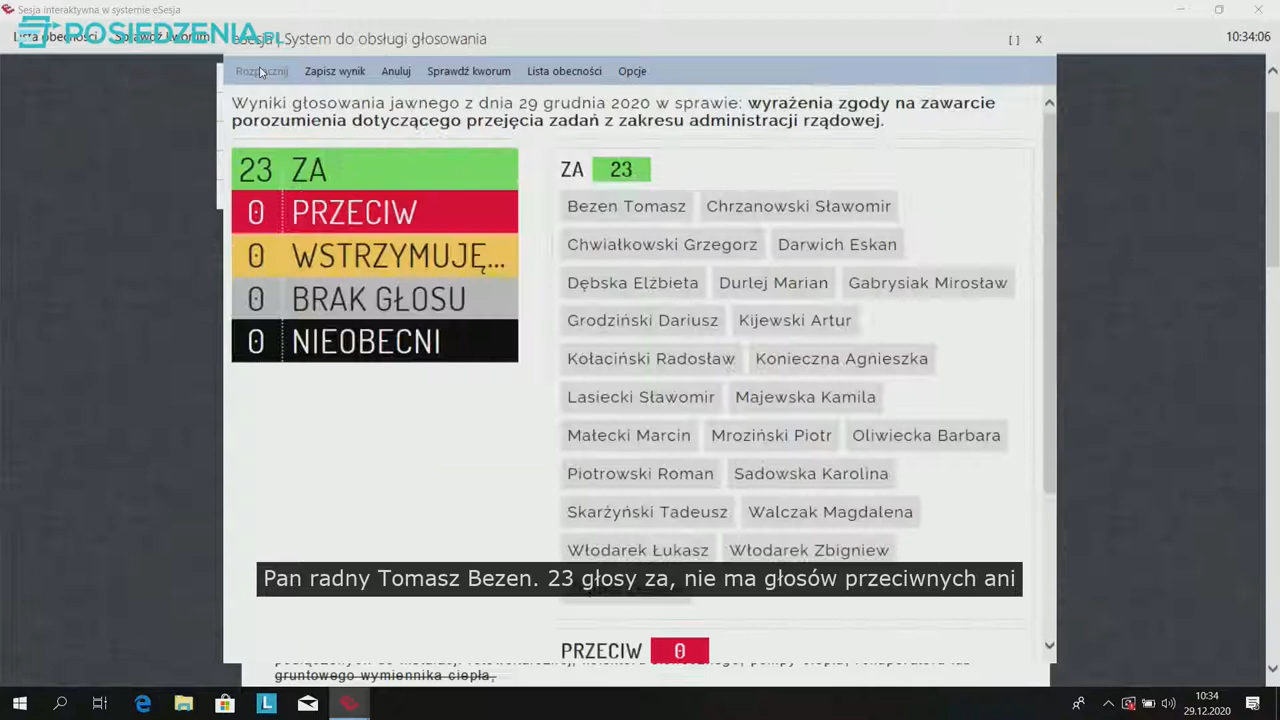 Sesja interaktywna w systemie eSesja
POSIEDZENIA.PL
Lista obecności Sprawdź kworum
eSesja | System do obsługi głosowania
[ ] X
10:34:06
Rozpocznij Zapisz wynik Anuluj Sprawdź kworum Lista obecności Opcje
Wyniki głosowania jawnego z dnia 29 grudnia 2020 w sprawie: wyrażenia zgody na zawarcie
porozumienia dotyczącego przejęcia zadań z zakresu administracji rządowej.
23 ZA
0 PRZECIW
0 WSTRZYMUJĘ...
0 BRAK GŁOSU
0 NIEOBECNI
ZA 23
Bezen Tomasz Chrzanowski Sławomir
Chwiałkowski Grzegorz Darwich Eskan
Dębska Elżbieta Durlej Marian Gabrysiak Mirosław
Grodziński Dariusz Kijewski Artur
Kołaciński Radosław Konieczna Agnieszka
Lasiecki Sławomir Majewska Kamila
Małecki Marcin Mroziński Piotr Oliwiecka Barbara
Piotrowski Roman Sadowska Karolina
Skarżyński Tadeusz Walczak Magdalena
Włodarek Łukasz Włodarek Zbigniew
Pan radny Tomasz Bezen. 23 głosy za, nie ma głosów przeciwnych ani
PRZECIW 0
gruntowego wymiennika ciepła,
10:34
29.12.2020